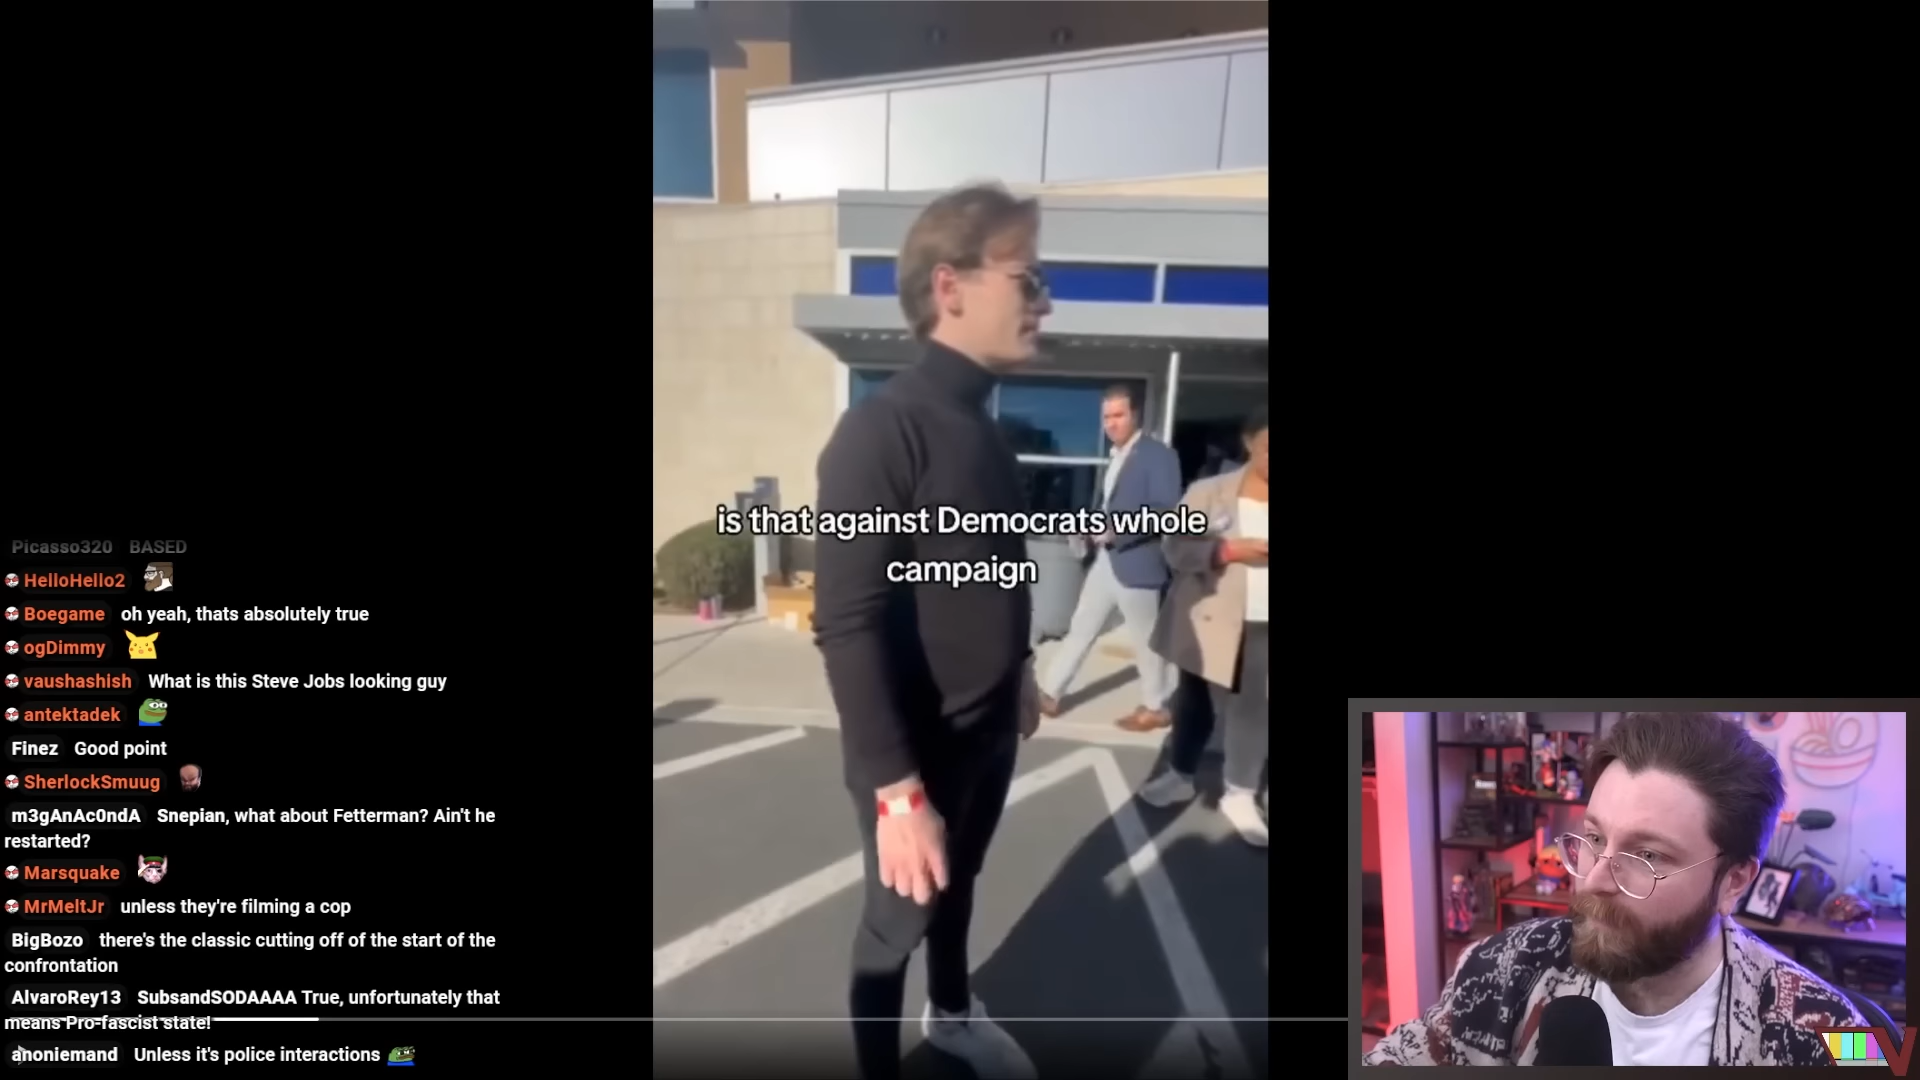 Picasso320 BASED
HelloHello2
Boegame oh yeah, thats absolutely true
ogDimmy
vaushashish What is this Steve Jobs looking guy
antektadek
Finez Good point
SherlockSmuug
m3gAnAc0ndA Snepian, what about Fetterman? Ain't he
restarted?
Marsquake
MrMeltJr unless they're filming a cop
BigBozo there's the classic cutting off of the start of the
confrontation
AlvaroRey13 SubsandSODAAAA True, unfortunately that
means Pro-fascist state!
anoniemand Unless it's police interactions
is that against Democrats whole
campaign
V